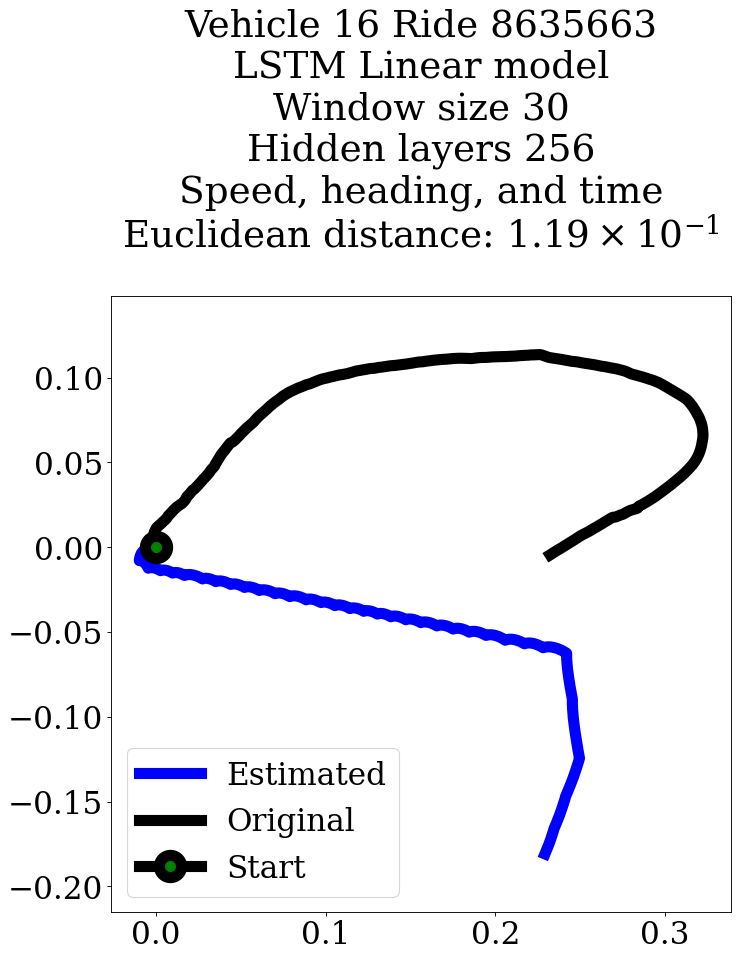 Vehicle 16 Ride 8635663
LSTM Linear model
Window size 30
Hidden layers 256
Speed, heading, and time
Euclidean distance: 1.19 × 10⁻¹
0.10
0.05
0.00
−0.05
−0.10
−0.15
−0.20
Estimated
Original
Start
0.0 0.1 0.2 0.3